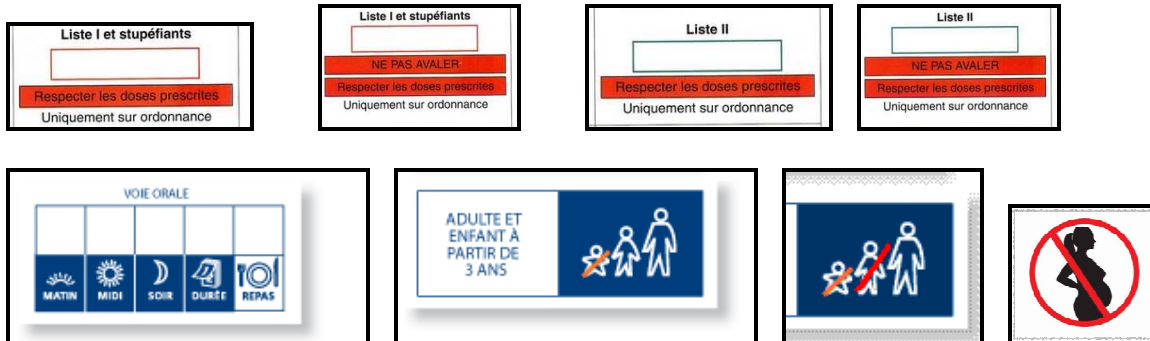 Liste I et stupéfiants
Respecter les doses prescrites
Uniquement sur ordonnance
Liste I et stupéfiants
NE PAS AVALER
Respecter les doses prescrites
Uniquement sur ordonnance
Liste II
Respecter les doses prescrites
Uniquement sur ordonnance
Liste II
NE PAS AVALER
Respecter les doses prescrites
Uniquement sur ordonnance
VOIE ORALE
MATIN MIDI SOIR DURÉE REPAS
ADULTE ET
ENFANT À
PARTIR DE
3 ANS